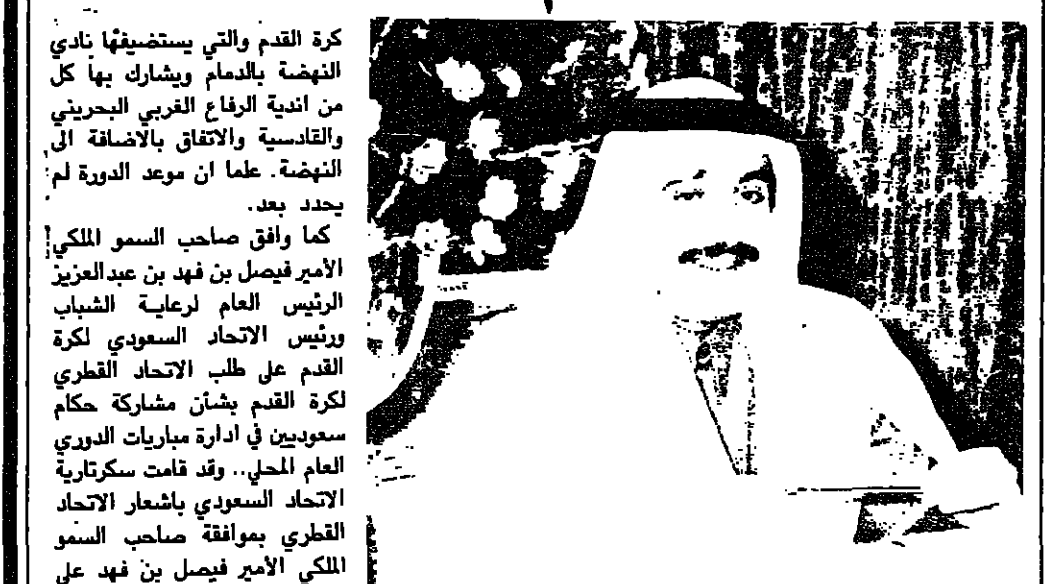 كرة القدم والتي يستضيفها نادي
النهضة بالدمام ويشارك بها كل
من اندية الرفاع الغربي البحريني
والقادسية والاتفاق بالاضافة الى
النهضة. علما ان موعد الدورة لم
يحدد بعد.
كما وافق صاحب السمو الملكي
الأمير فيصل بن فهد بن عبدالعزيز
الرئيس العام لرعاية الشباب
ورئيس الاتحاد السعودي لكرة
القدم على طلب الاتحاد القطري
لكرة القدم بشأن مشاركة حكام
سعوديين في ادارة مباريات الدوري
العام المحلي.. وقد قامت سكرتارية
الاتحاد السعودي باشعار الاتحاد
القطري بموافقة صاحب السمو
الملكي الأمير فيصل بن فهد على